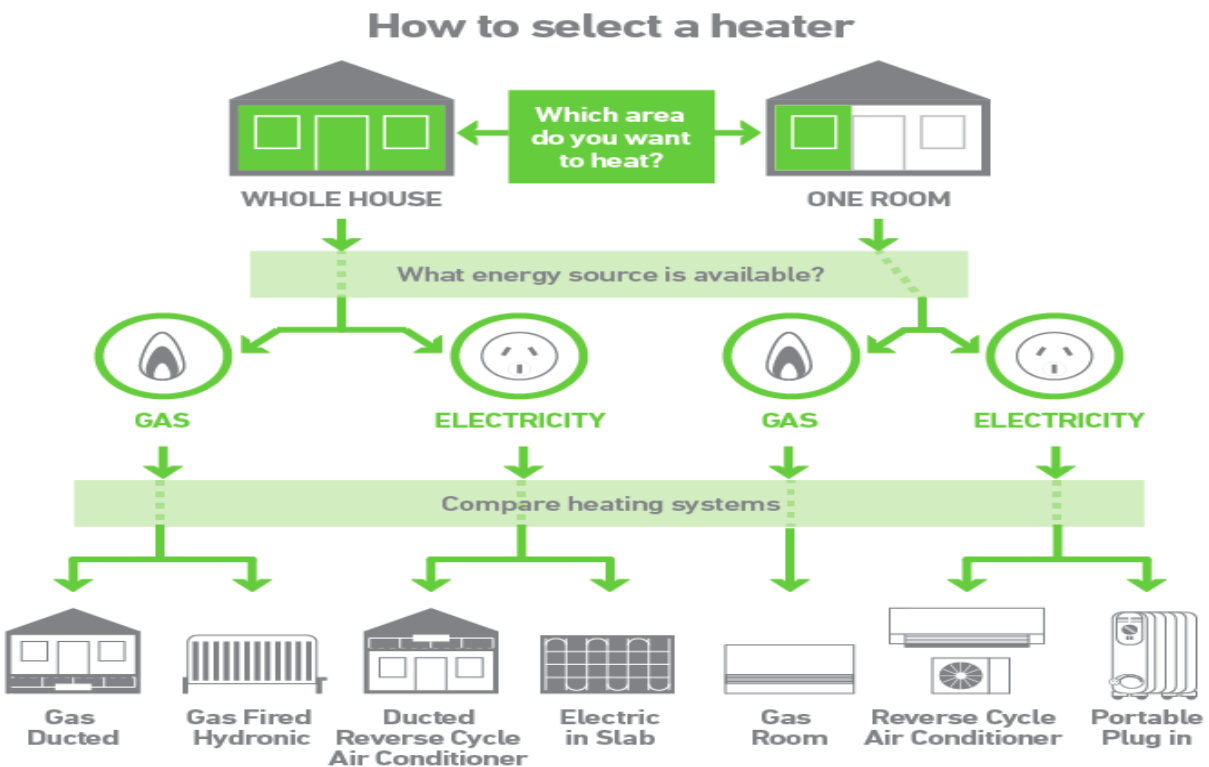 How to select a heater
Which area
do you want
to heat?
WHOLE HOUSE
ONE ROOM
What energy source is available?
GAS
ELECTRICITY
GAS
ELECTRICITY
Compare heating systems
Gas
Ducted
Gas Fired
Hydronic
Ducted
Reverse Cycle
Air Conditioner
Electric
in Slab
Gas
Room
Reverse Cycle
Air Conditioner
Portable
Plug in